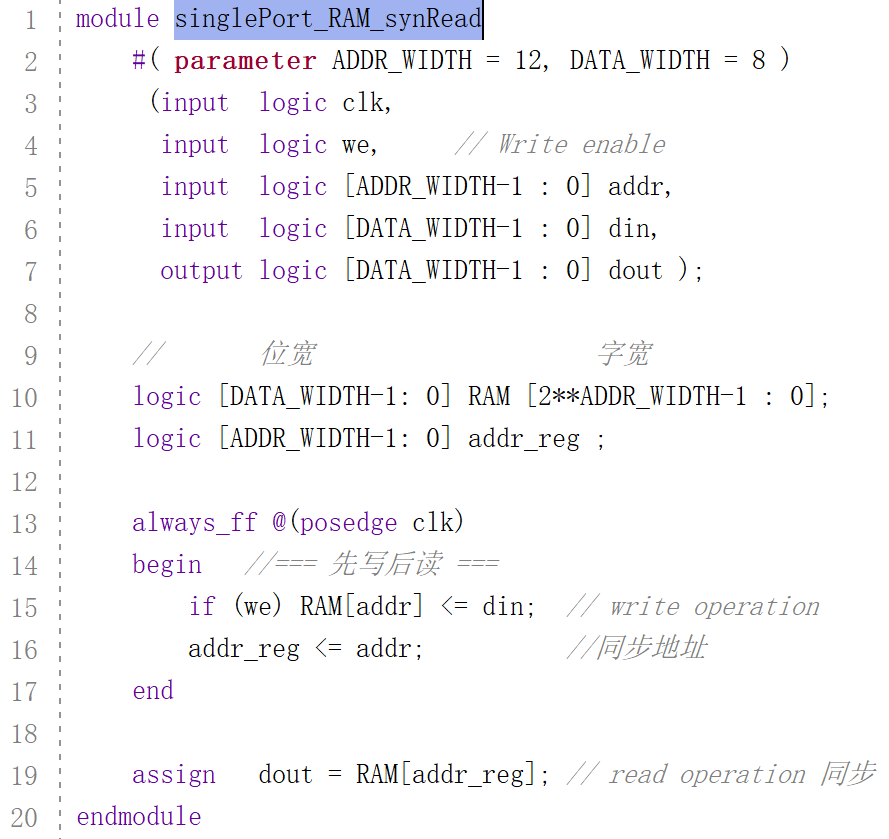 1 module singlePort_RAM_synRead
2 #( parameter ADDR_WIDTH = 12, DATA_WIDTH = 8 )
3 (input logic clk,
4 input logic we, // Write enable
5 input logic [ADDR_WIDTH-1 : 0] addr,
6 input logic [DATA_WIDTH-1 : 0] din,
7 output logic [DATA_WIDTH-1 : 0] dout );
8
9 // 位宽 字宽
10 logic [DATA_WIDTH-1: 0] RAM [2**ADDR_WIDTH-1 : 0];
11 logic [ADDR_WIDTH-1: 0] addr_reg ;
12
13 always_ff @(posedge clk)
14 begin //=== 先写后读 ===
15 if (we) RAM[addr] <= din; // write operation
16 addr_reg <= addr; //同步地址
17 end
18
19 assign dout = RAM[addr_reg]; // read operation 同步
20 endmodule